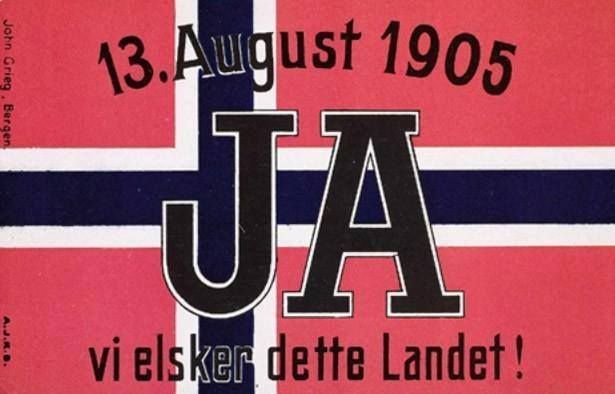 13. August 1905
JA
vi elsker dette Landet!
John Grieg, Bergen.
A.J.K.B.